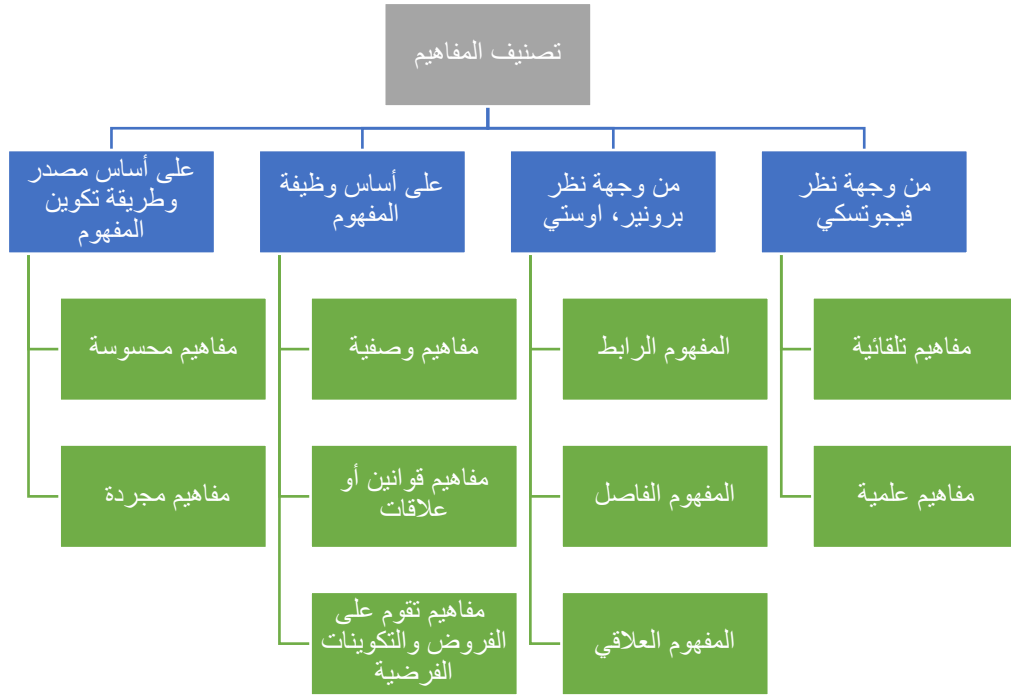 تصنيف المفاهيم
من وجهة نظر
فيجوتسكي
مفاهيم تلقائية
مفاهيم علمية
من وجهة نظر
برونير، اوستي
المفهوم الرابط
المفهوم الفاصل
المفهوم العلاقي
على أساس وظيفة
المفهوم
مفاهيم وصفية
مفاهيم قوانين أو
علاقات
مفاهيم تقوم على
الفروض والتكوينات
الفرضية
على أساس مصدر
وطريقة تكوين
المفهوم
مفاهيم محسوسة
مفاهيم مجردة